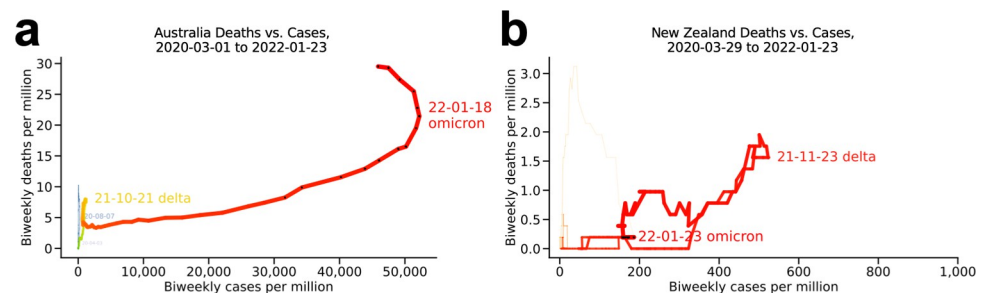 a
Australia Deaths vs. Cases,
2020-03-01 to 2022-01-23
Biweekly deaths per million
30
25
20
15
10
5
0
22-01-18
omicron
21-10-21 delta
20-08-07
0
10,000
20,000
30,000
40,000
50,000
Biweekly cases per million
b
New Zealand Deaths vs. Cases,
2020-03-29 to 2022-01-23
Biweekly deaths per million
3.0
2.5
2.0
1.5
1.0
0.5
0.0
21-11-23 delta
22-01-23 omicron
0
200
400
600
800
1,000
Biweekly cases per million